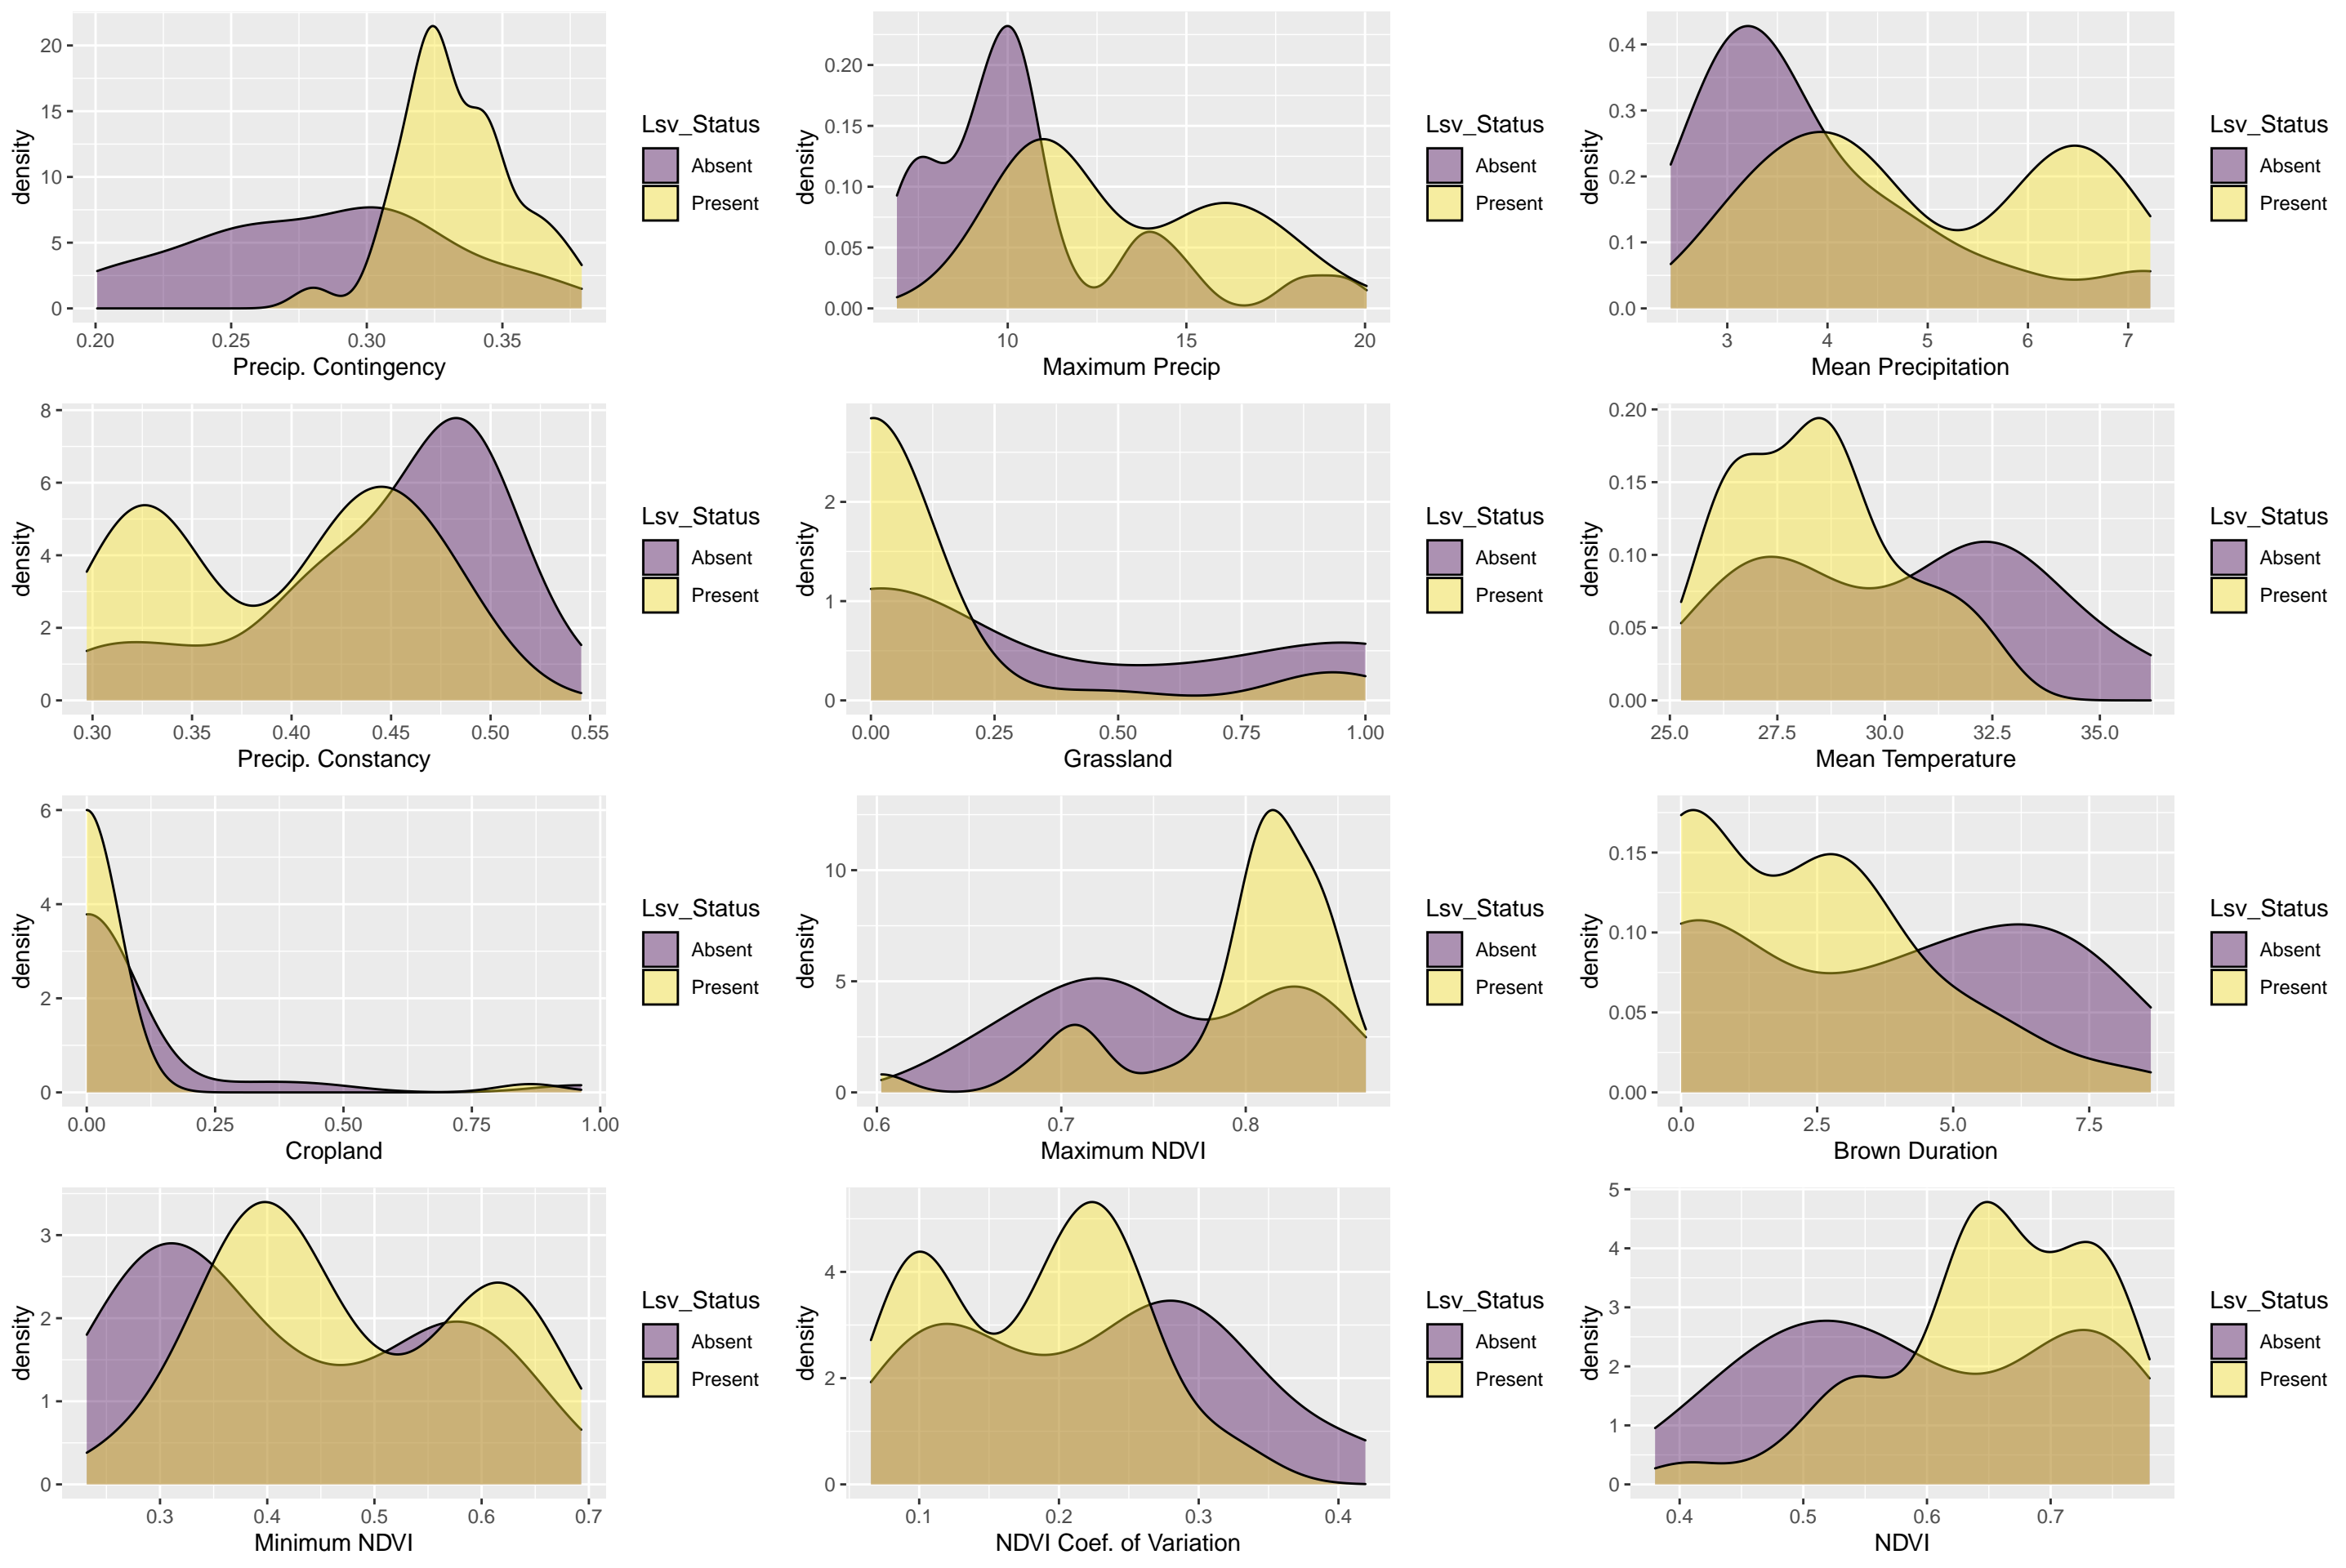 density
20
15
10
5
0
0.20 0.25 0.30 0.35
Precip. Contingency
Lsv_Status
Absent
Present
density
0.20
0.15
0.10
0.05
0.00
10 15 20
Maximum Precip
Lsv_Status
Absent
Present
density
0.4
0.3
0.2
0.1
0.0
3 4 5 6 7
Mean Precipitation
Lsv_Status
Absent
Present
density
8
6
4
2
0
0.30 0.35 0.40 0.45 0.50 0.55
Precip. Constancy
Lsv_Status
Absent
Present
density
2
1
0
0.00 0.25 0.50 0.75 1.00
Grassland
Lsv_Status
Absent
Present
density
0.20
0.15
0.10
0.05
0.00
25.0 27.5 30.0 32.5 35.0
Mean Temperature
Lsv_Status
Absent
Present
density
6
4
2
0
0.00 0.25 0.50 0.75 1.00
Cropland
Lsv_Status
Absent
Present
density
10
5
0
0.6 0.7 0.8
Maximum NDVI
Lsv_Status
Absent
Present
density
0.15
0.10
0.05
0.00
0.0 2.5 5.0 7.5
Brown Duration
Lsv_Status
Absent
Present
density
3
2
1
0
0.3 0.4 0.5 0.6 0.7
Minimum NDVI
Lsv_Status
Absent
Present
density
4
2
0
0.1 0.2 0.3 0.4
NDVI Coef. of Variation
Lsv_Status
Absent
Present
density
5
4
3
2
1
0
0.4 0.5 0.6 0.7
NDVI
Lsv_Status
Absent
Present